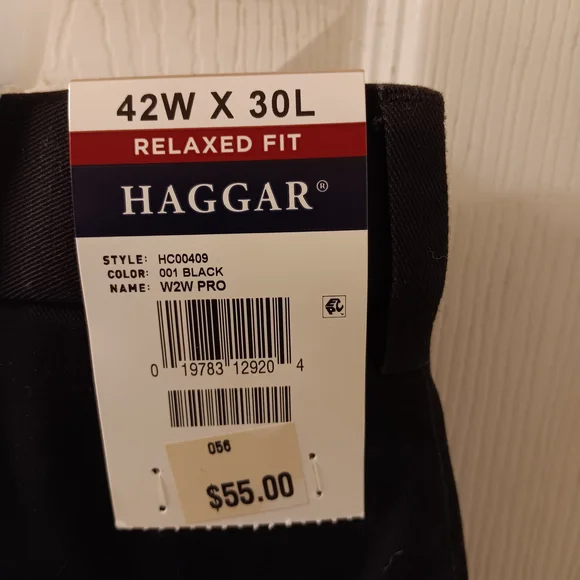 42W X 30L
RELAXED FIT
HAGGAR®
STYLE: HC00409
COLOR: 001 BLACK
NAME: W2W PRO
0 19783 12920 4
056
$55.00